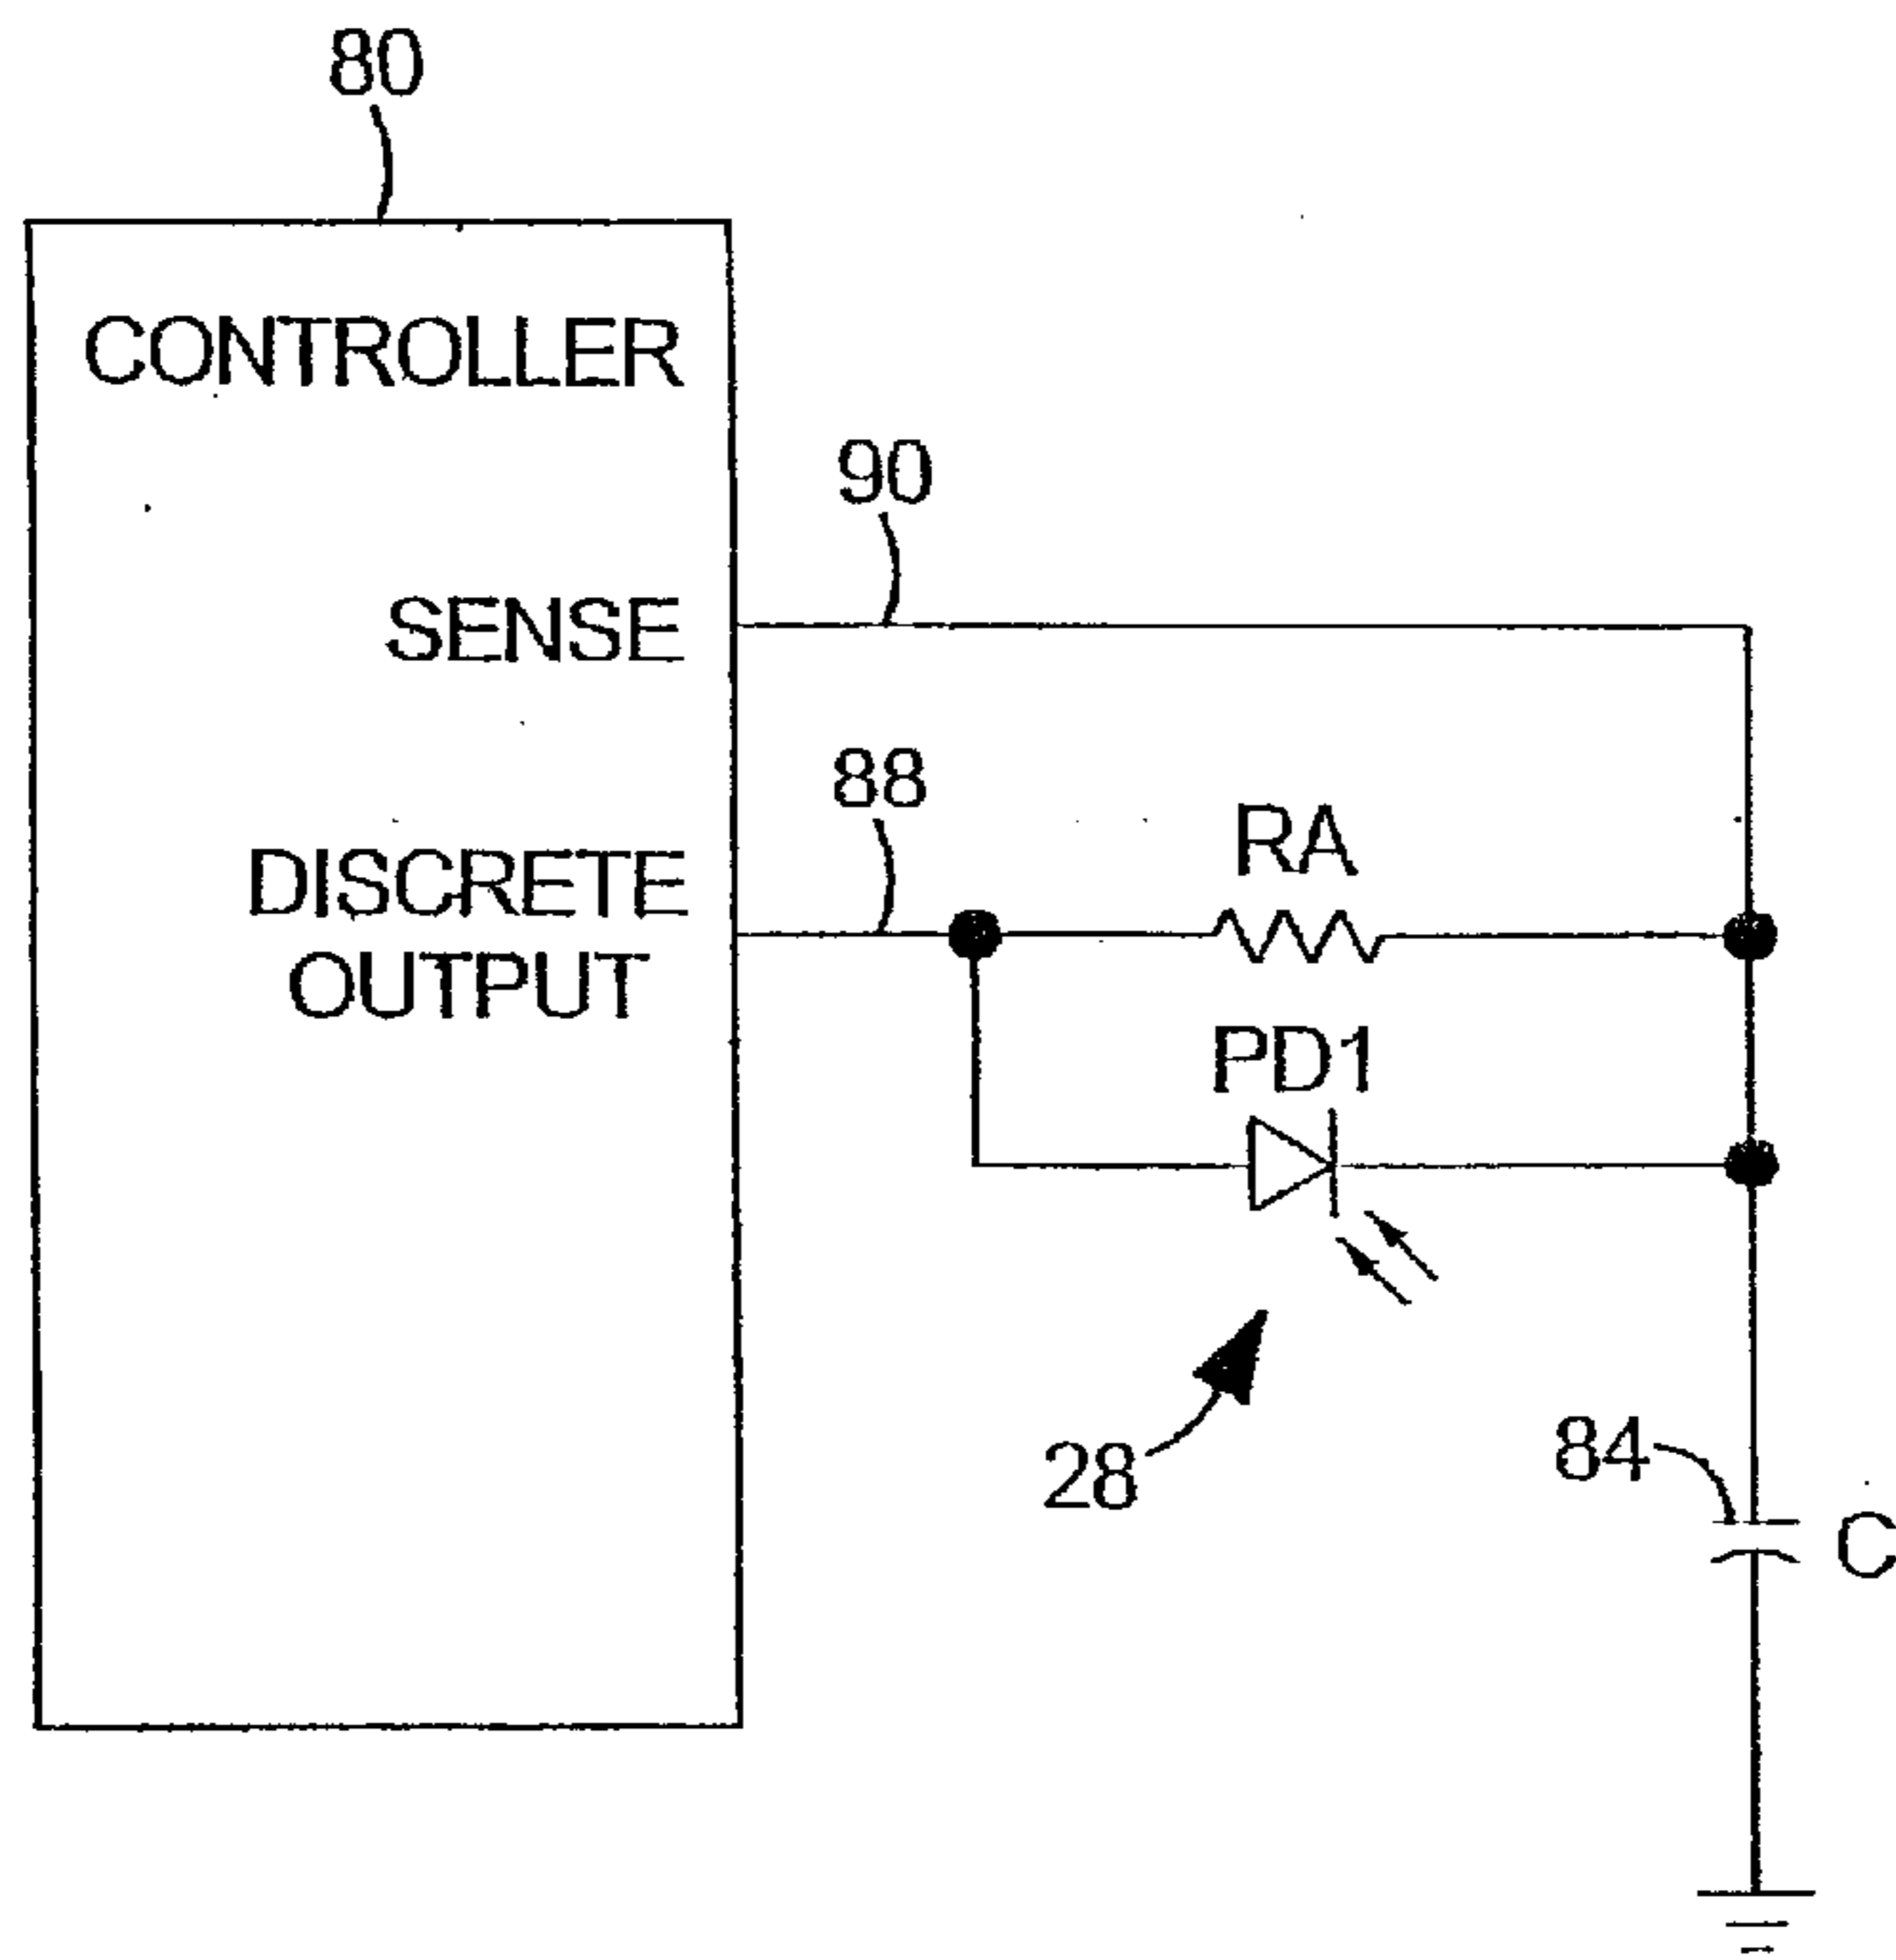 80
CONTROLLER
90
SENSE
88
RA
DISCRETE
OUTPUT
PD1
28
84
C